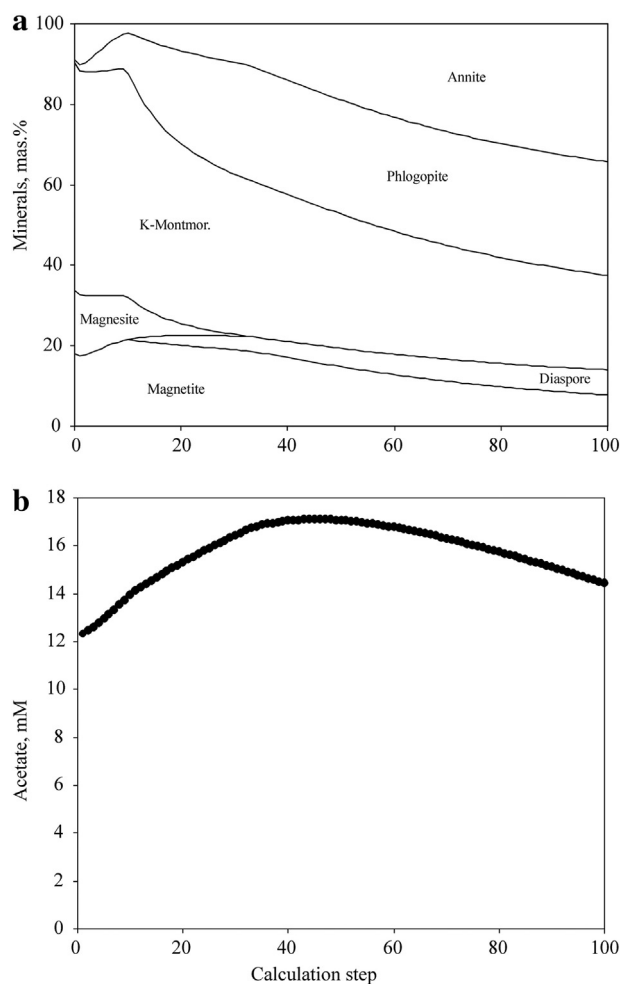 a
Minerals, mas.%
100
80
60
40
20
0
Annite
Phlogopite
K-Montmor.
Magnesite
Diaspore
Magnetite
0 20 40 60 80 100
b
Acetate, mM
18
16
14
12
10
8
6
4
2
0
0 20 40 60 80 100
Calculation step